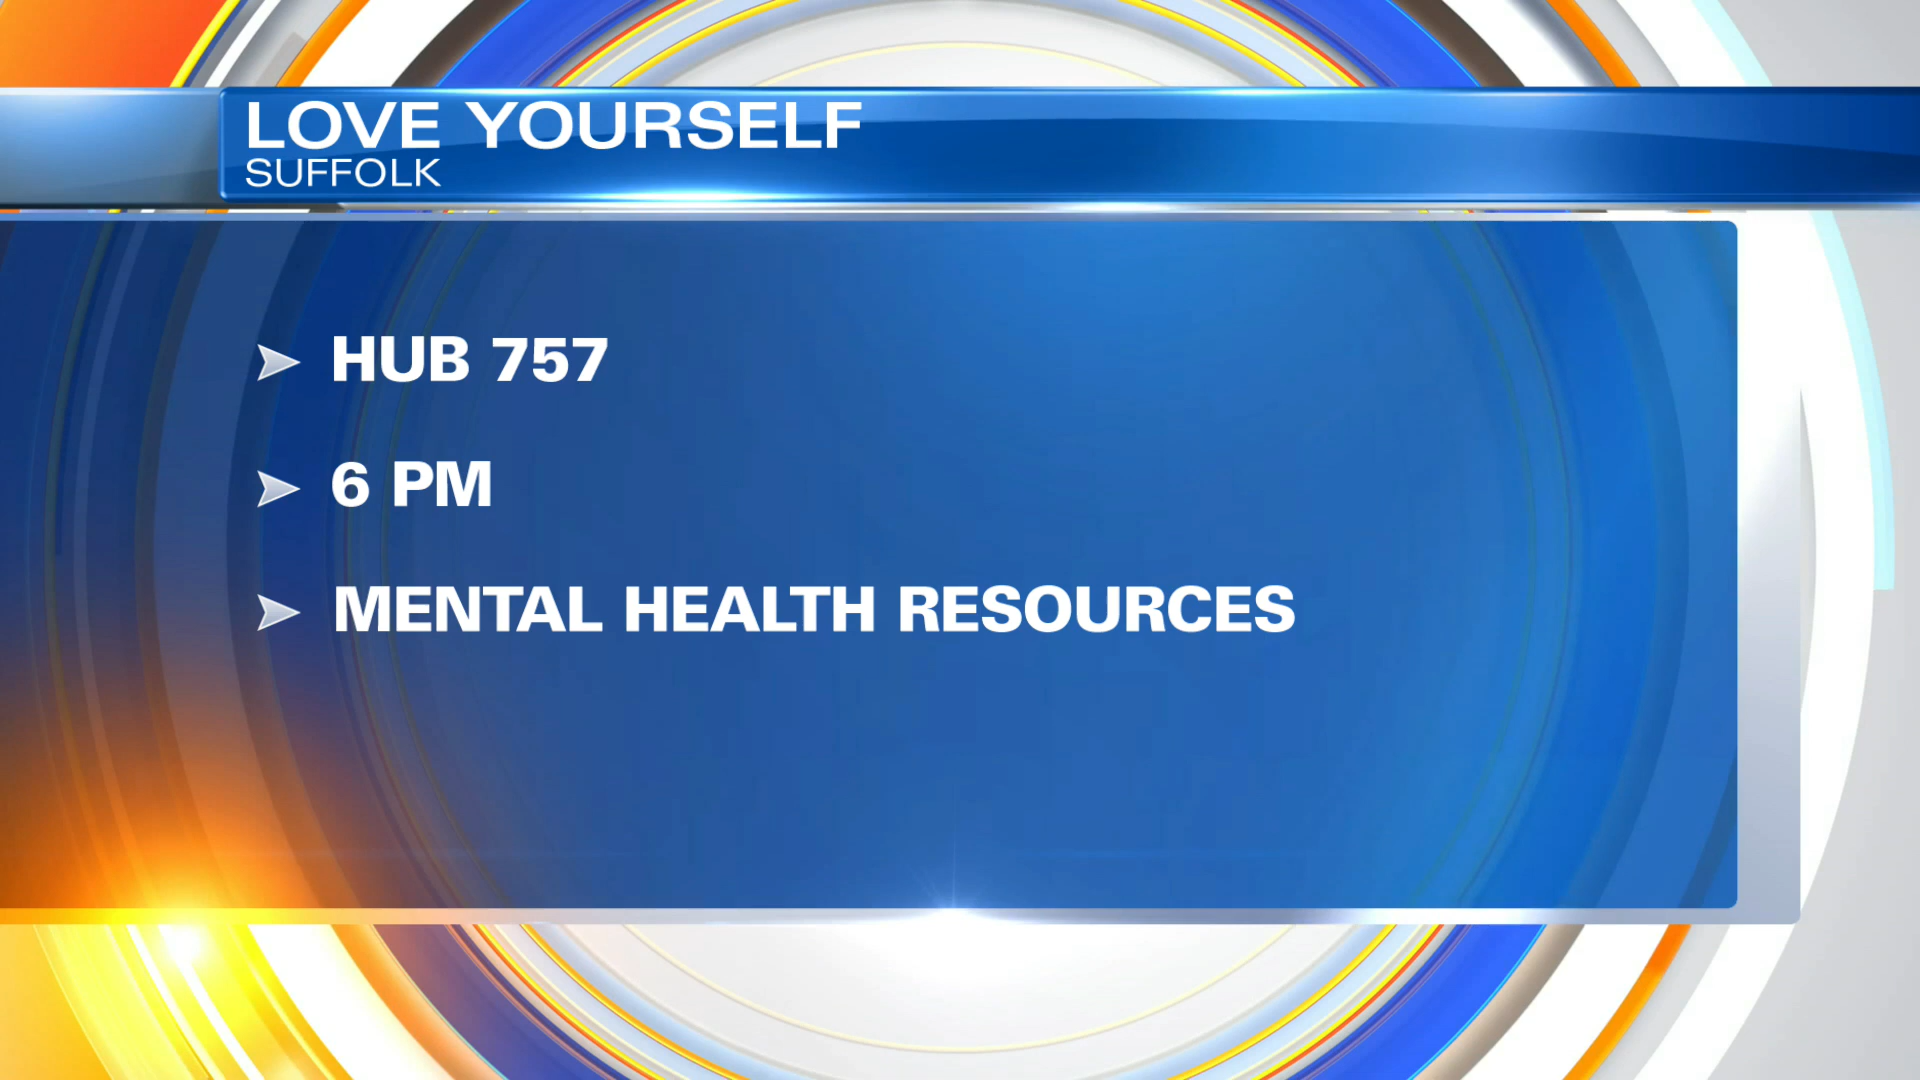 LOVE YOURSELF
SUFFOLK
HUB 757
6 PM
MENTAL HEALTH RESOURCES